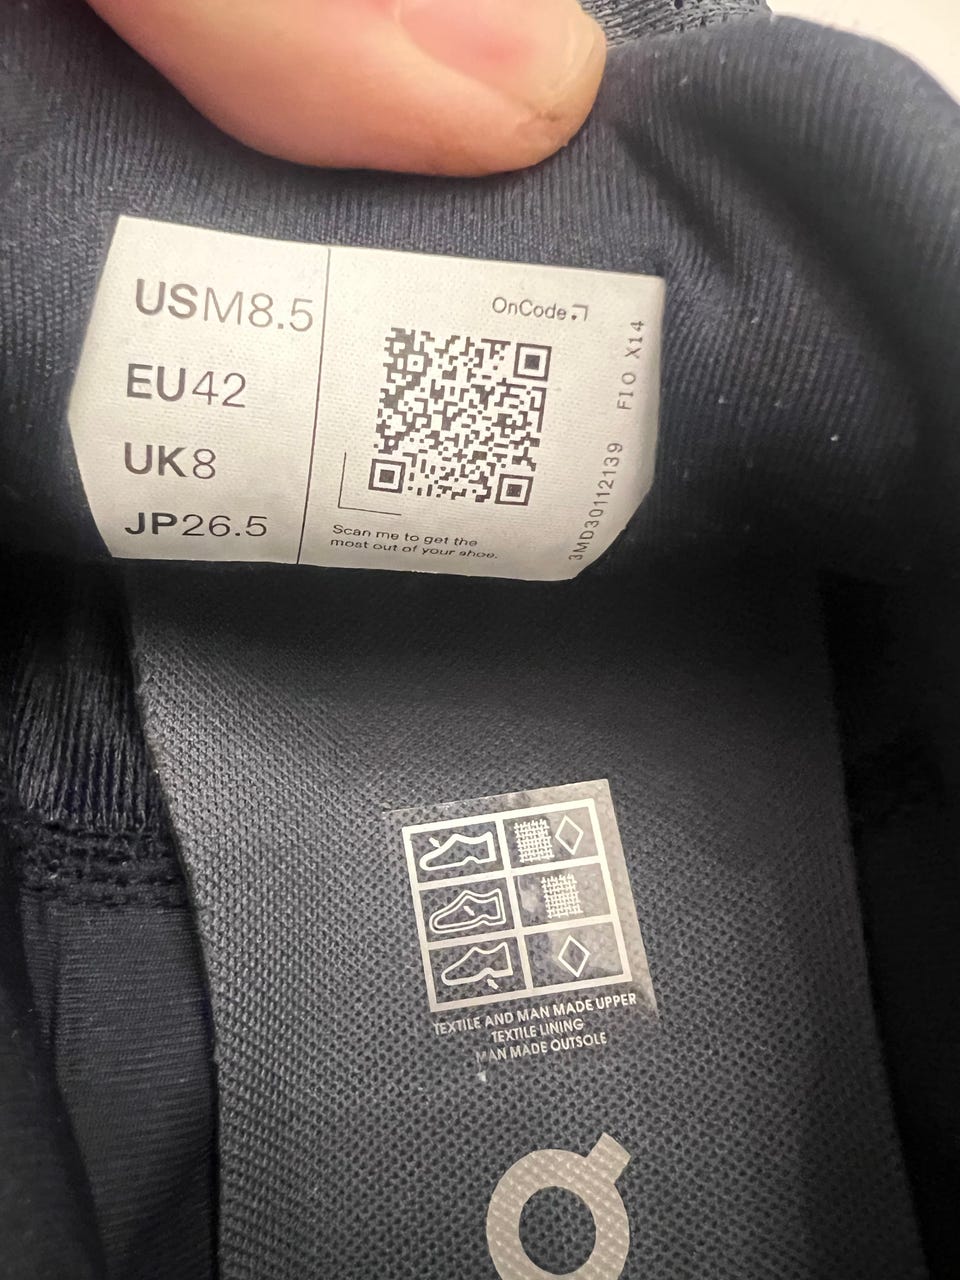 USM8.5
EU42
UK8
JP26.5
OnCode
Scan me to get the
most out of your shoe.
3MD30112139 FIO X14
TEXTILE AND MAN MADE UPPER
TEXTILE LINING
MAN MADE OUTSOLE